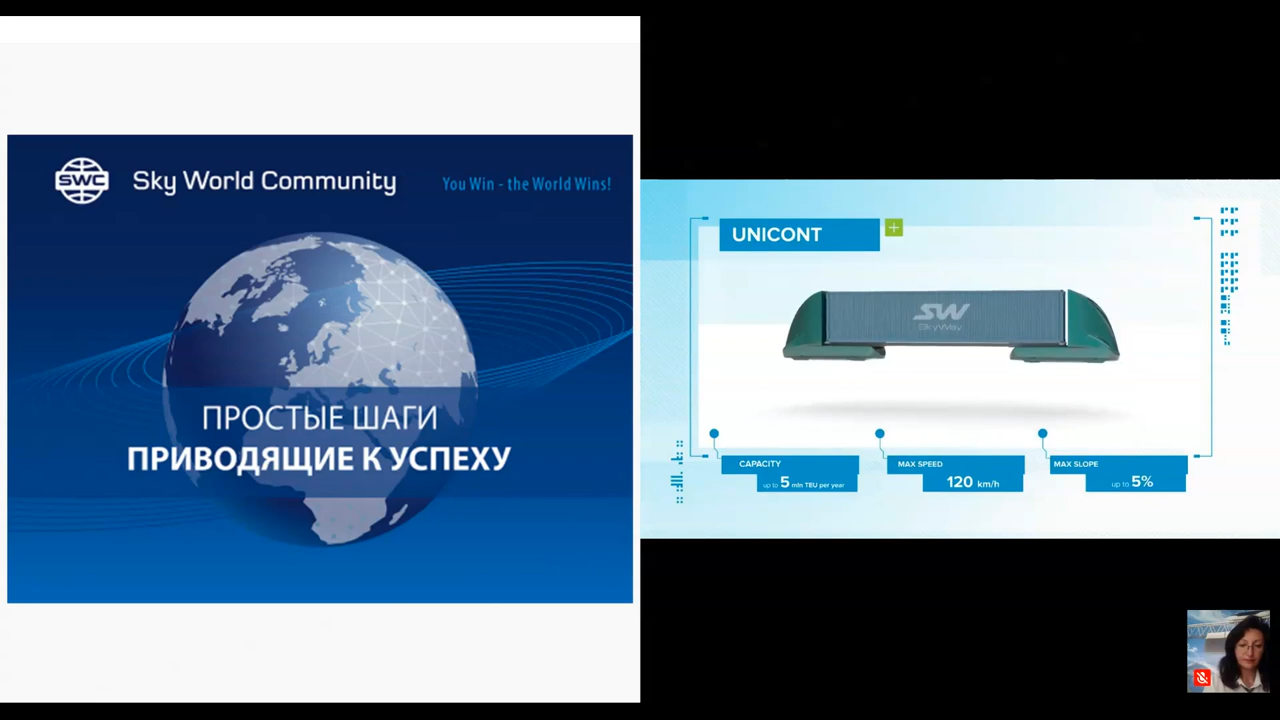 SWC
Sky World Community
You Win - the World Wins!
ПРОСТЫЕ ШАГИ
ПРИВОДЯЩИЕ К УСПЕХУ
UNICONT
SW
SkyWay
CAPACITY
up to 5 mln TEU per year
MAX SPEED
120 km/h
MAX SLOPE
up to 5%